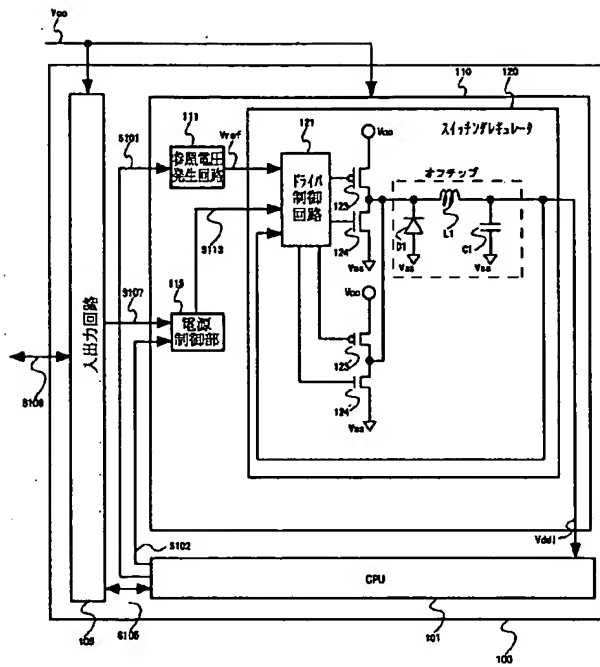 Vcc
110
120
111
スイッチングレギュレータ
S101
参照電圧
発生回路
Vref
121
Vcc
ドライバ
制御
回路
オフチップ
123
124
S113
D1
L1
C1
Vss
Vss
Vss
S107
115
電源
制御部
Vcc
入出力回路
123
124
Vss
S102
Vddi
CPU
S106
101
100